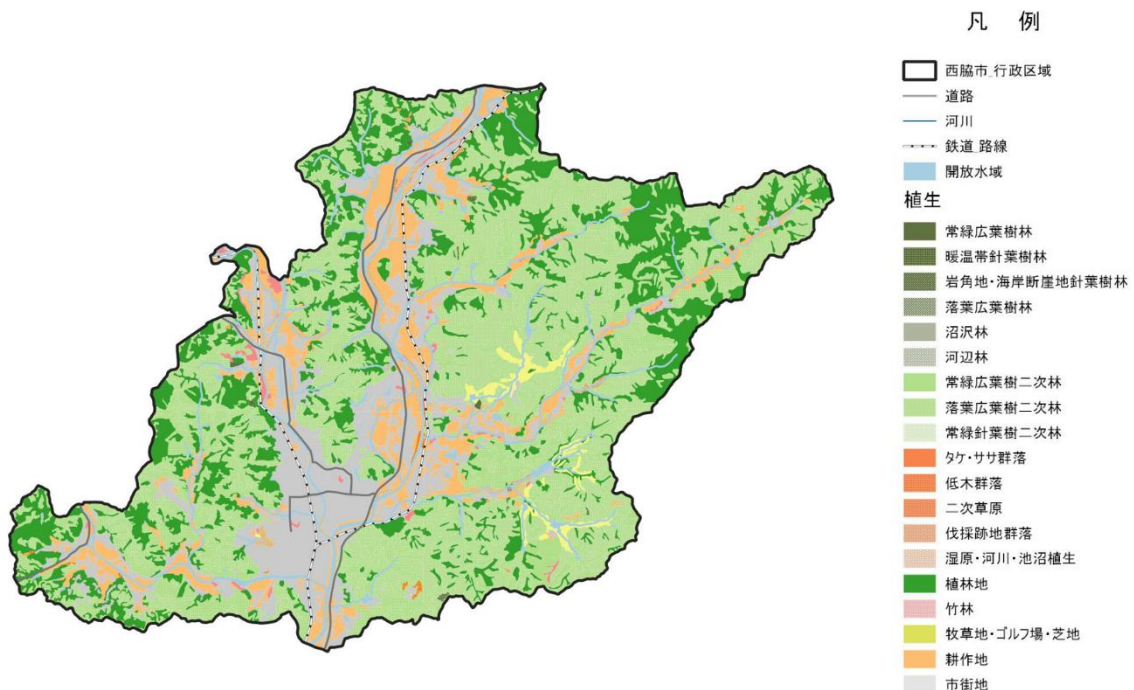 凡 例
西脇市_行政区域
道路
河川
鉄道_路線
開放水域
植生
常緑広葉樹林
暖温帯針葉樹林
岩角地・海岸断崖地針葉樹林
落葉広葉樹林
沼沢林
河辺林
常緑広葉樹二次林
落葉広葉樹二次林
常緑針葉樹二次林
タケ・ササ群落
低木群落
二次草原
伐採跡地群落
湿原・河川・池沼植生
植林地
竹林
牧草地・ゴルフ場・芝地
耕作地
市街地